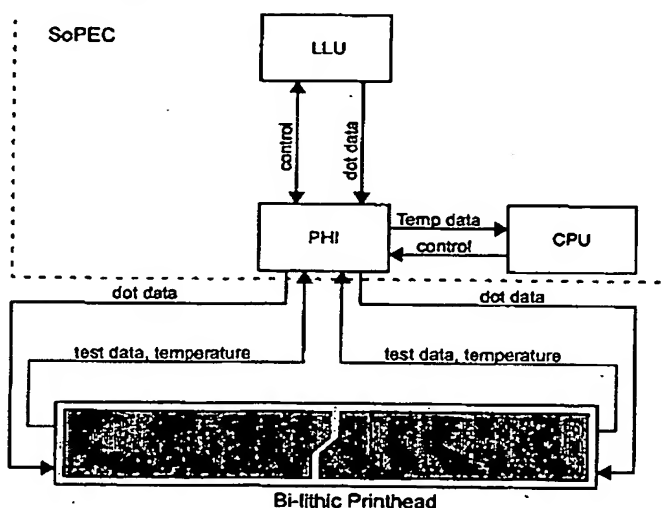 SoPEC
LLU
control
dot data
PHI
Temp data
control
CPU
dot data
dot data
test data, temperature
test data, temperature
Bi-lithic Printhead